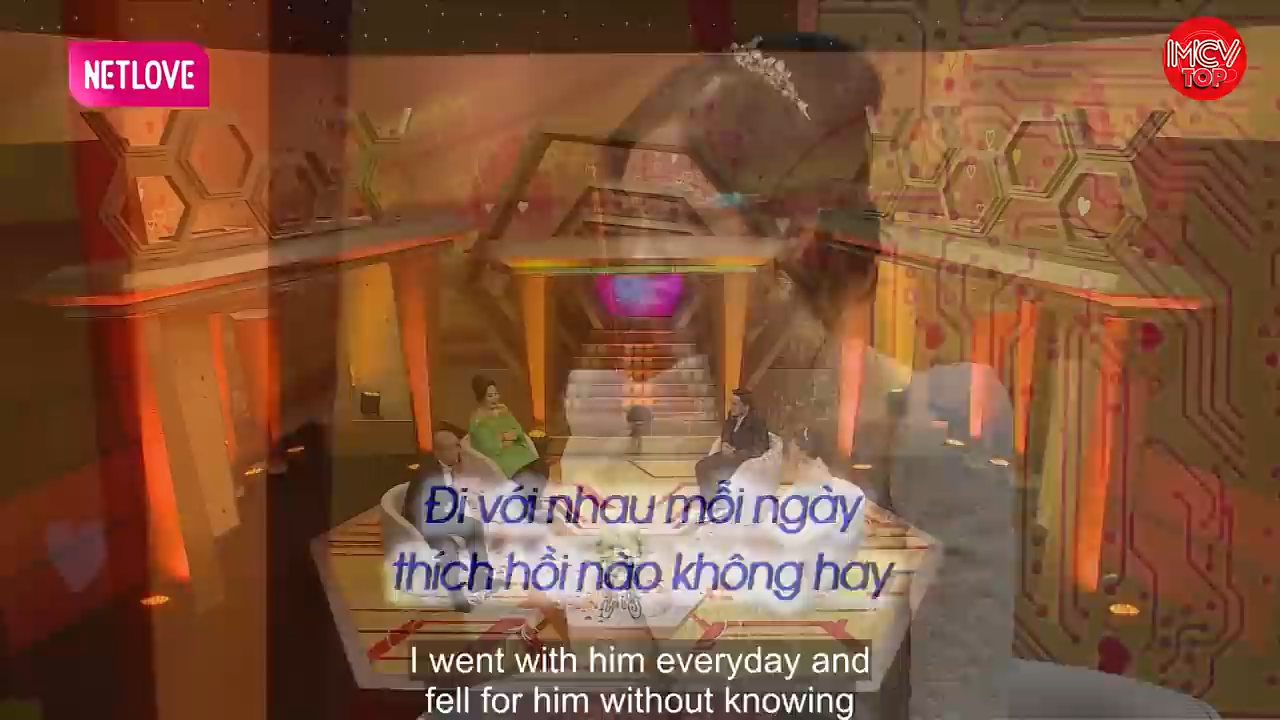 NETLOVE
MCV
TOP
Đi với nhau mỗi ngày
thích hồi nào không hay
I went with him everyday and
fell for him without knowing